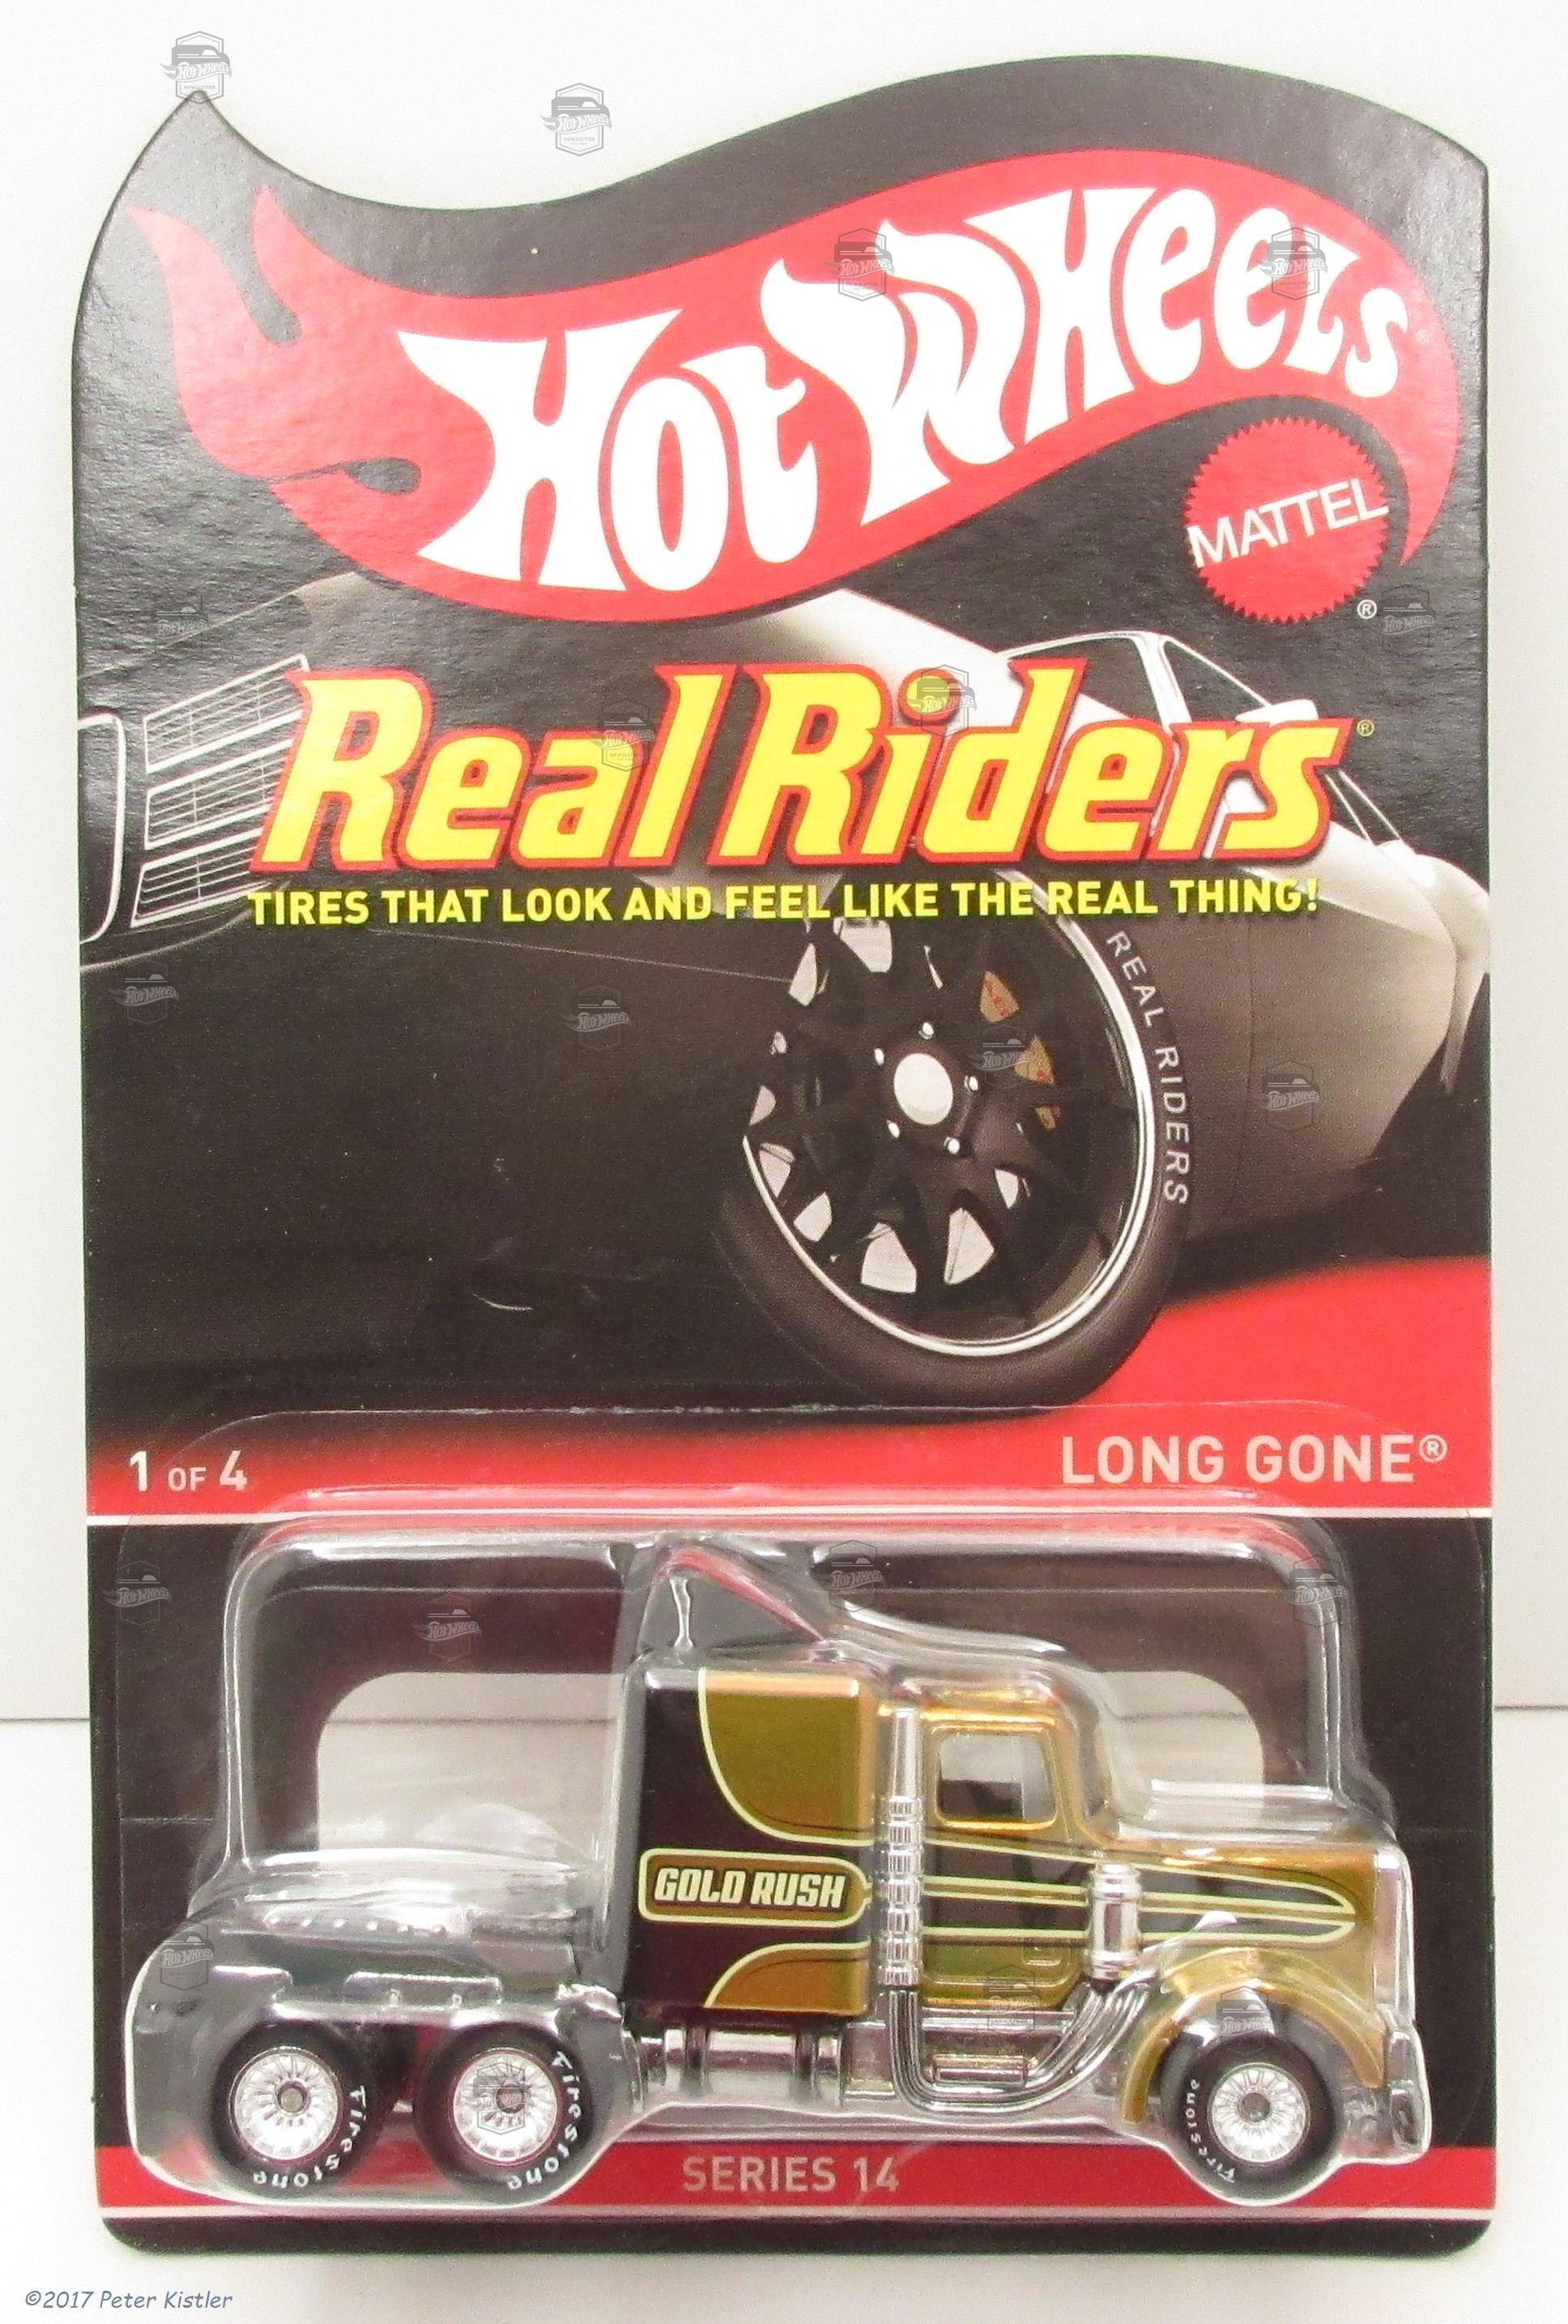 Hot Wheels®
MATTEL®
Real Riders®
TIRES THAT LOOK AND FEEL LIKE THE REAL THING!
REAL RIDERS
1 OF 4
LONG GONE®
GOLD RUSH
Firestone
Firestone
Firestone
SERIES 14
©2017 Peter Kistler